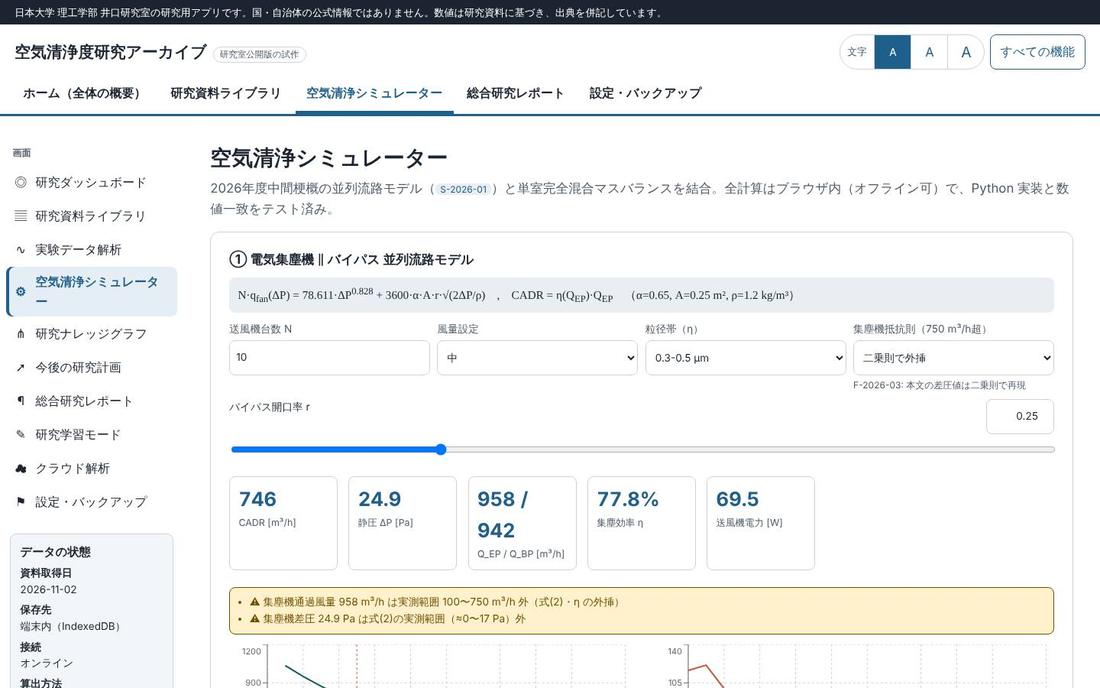 日本大学 理工学部 井口研究室の研究用アプリです。国・自治体の公式情報ではありません。数値は研究資料に基づき、出典を併記しています。
空気清浄度研究アーカイブ 研究室公開版の試作
文字 A A A すべての機能
ホーム（全体の概要） 研究資料ライブラリ 空気清浄シミュレーター 総合研究レポート 設定・バックアップ
画面
◎ 研究ダッシュボード
▤ 研究資料ライブラリ
∿ 実験データ解析
⚙ 空気清浄シミュレーター
⋔ 研究ナレッジグラフ
➚ 今後の研究計画
¶ 総合研究レポート
✎ 研究学習モード
☁ クラウド解析
⚑ 設定・バックアップ
データの状態
資料取得日
2026-11-02
保存先
端末内（IndexedDB）
接続
オンライン
算出方法
空気清浄シミュレーター
2026年度中間梗概の並列流路モデル（ S-2026-01 ）と単室完全混合マスバランスを結合。全計算はブラウザ内（オフライン可）で、Python 実装と数
値一致をテスト済み。
① 電気集塵機 ∥ バイパス 並列流路モデル
N·qfan(ΔP) = 78.611·ΔP^0.828 + 3600·α·A·r·√(2ΔP/ρ) , CADR = η(QEP)·QEP （α=0.65, A=0.25 m², ρ=1.2 kg/m³）
送風機台数 N 風量設定 粒径帯（η） 集塵機抵抗則（750 m³/h超）
10 中 0.3-0.5 μm 二乗則で外挿
F-2026-03: 本文の差圧値は二乗則で再現
バイパス開口率 r 0.25
746
CADR [m³/h]
24.9
静圧 ΔP [Pa]
958 /
942
Q_EP / Q_BP [m³/h]
77.8%
集塵効率 η
69.5
送風機電力 [W]
• ⚠ 集塵機通過風量 958 m³/h は実測範囲 100〜750 m³/h 外（式(2)・η の外挿）
• ⚠ 集塵機差圧 24.9 Pa は式(2)の実測範囲（≈0〜17 Pa）外
1200
900
140
105